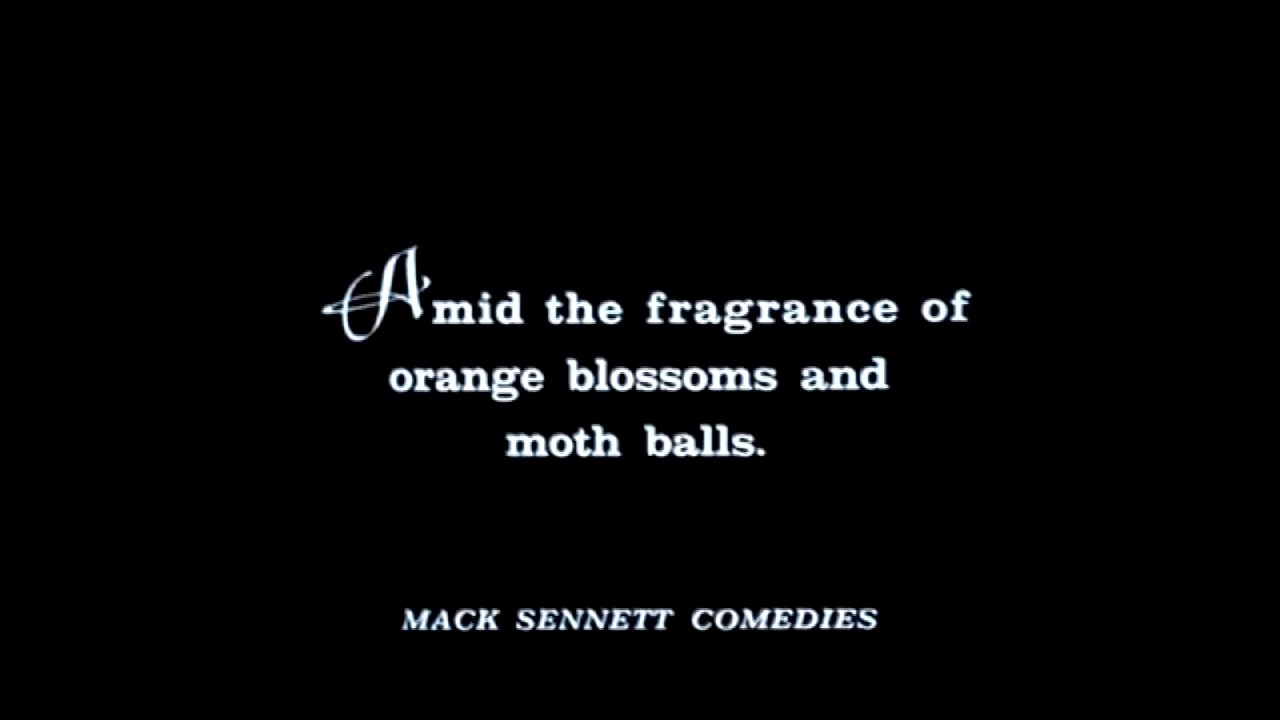 Amid the fragrance of
orange blossoms and
moth balls.
MACK SENNETT COMEDIES